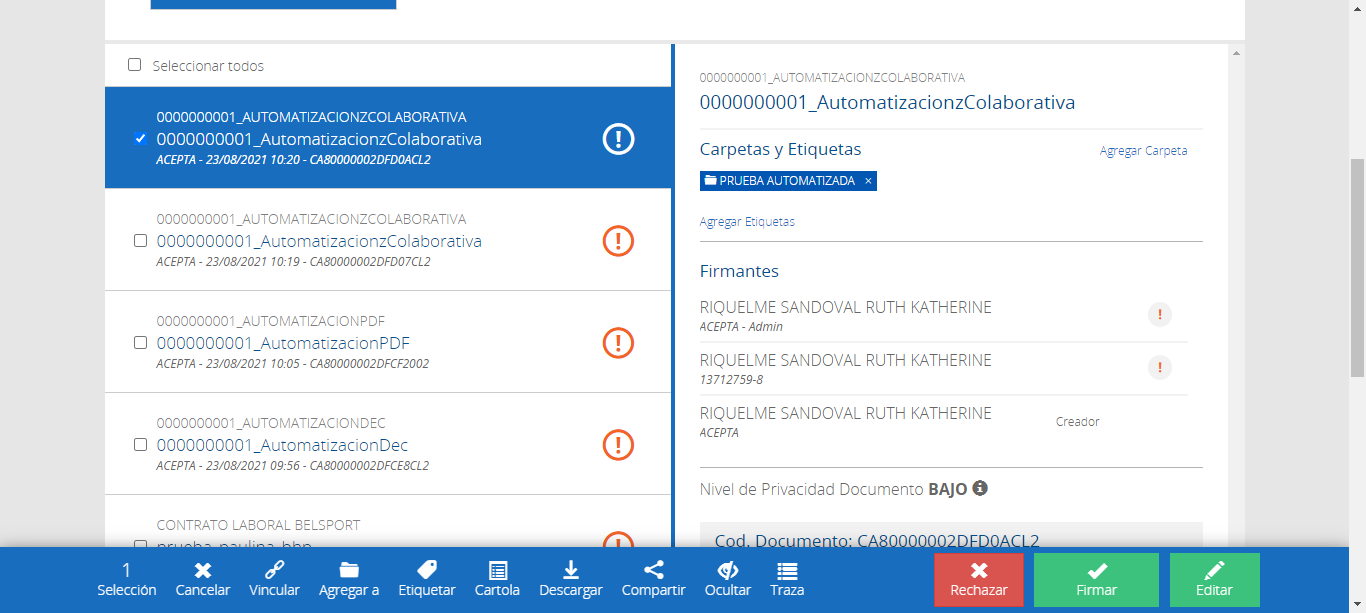 Seleccionar todos
0000000001_AUTOMATIZACIONZCOLABORATIVA
0000000001_AutomatizacionzColaborativa
ACEPTA - 23/08/2021 10:20 - CA80000002DFD0ACL2
0000000001_AUTOMATIZACIONZCOLABORATIVA
0000000001_AutomatizacionzColaborativa
ACEPTA - 23/08/2021 10:19 - CA80000002DFD07CL2
0000000001_AUTOMATIZACIONPDF
0000000001_AutomatizacionPDF
ACEPTA - 23/08/2021 10:05 - CA80000002DFCF2002
0000000001_AUTOMATIZACIONDEC
0000000001_AutomatizacionDec
ACEPTA - 23/08/2021 09:56 - CA80000002DFCE8CL2
CONTRATO LABORAL BELSPORT
prueba paulina bhp
0000000001_AUTOMATIZACIONZCOLABORATIVA
0000000001_AutomatizacionzColaborativa
Carpetas y Etiquetas
Agregar Carpeta
PRUEBA AUTOMATIZADA ×
Agregar Etiquetas
Firmantes
RIQUELME SANDOVAL RUTH KATHERINE
ACEPTA - Admin
RIQUELME SANDOVAL RUTH KATHERINE
13712759-8
RIQUELME SANDOVAL RUTH KATHERINE
ACEPTA
Creador
Nivel de Privacidad Documento BAJO
Cod. Documento: CA80000002DFD0ACL2
1
Selección
Cancelar
Vincular
Agregar a
Etiquetar
Cartola
Descargar
Compartir
Ocultar
Traza
Rechazar
Firmar
Editar